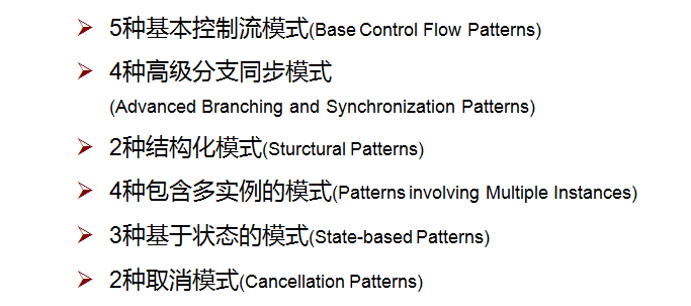 5种基本控制流模式(Base Control Flow Patterns)
4种高级分支同步模式
(Advanced Branching and Synchronization Patterns)
2种结构化模式(Sturctural Patterns)
4种包含多实例的模式(Patterns involving Multiple Instances)
3种基于状态的模式(State-based Patterns)
2种取消模式(Cancellation Patterns)